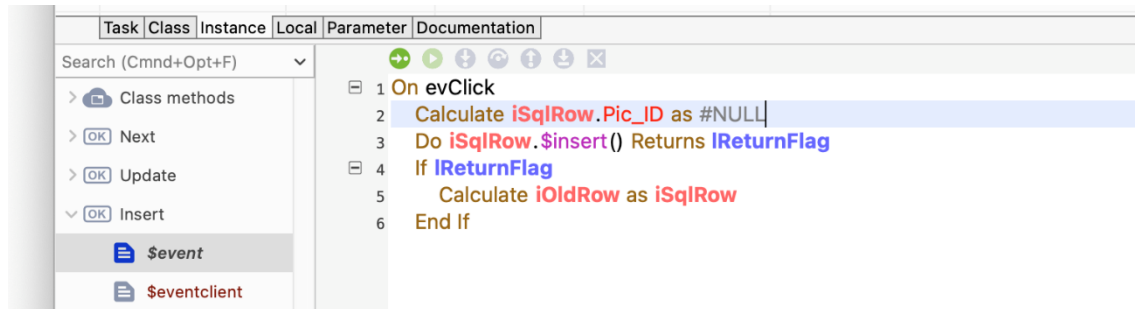 Task Class Instance Local Parameter Documentation
Search (Cmnd+Opt+F)
Class methods
OK Next
OK Update
OK Insert
$event
$eventclient
1 On evClick
2 Calculate iSqlRow.Pic_ID as #NULL
3 Do iSqlRow.$insert() Returns lReturnFlag
4 If lReturnFlag
5 Calculate iOldRow as iSqlRow
6 End If